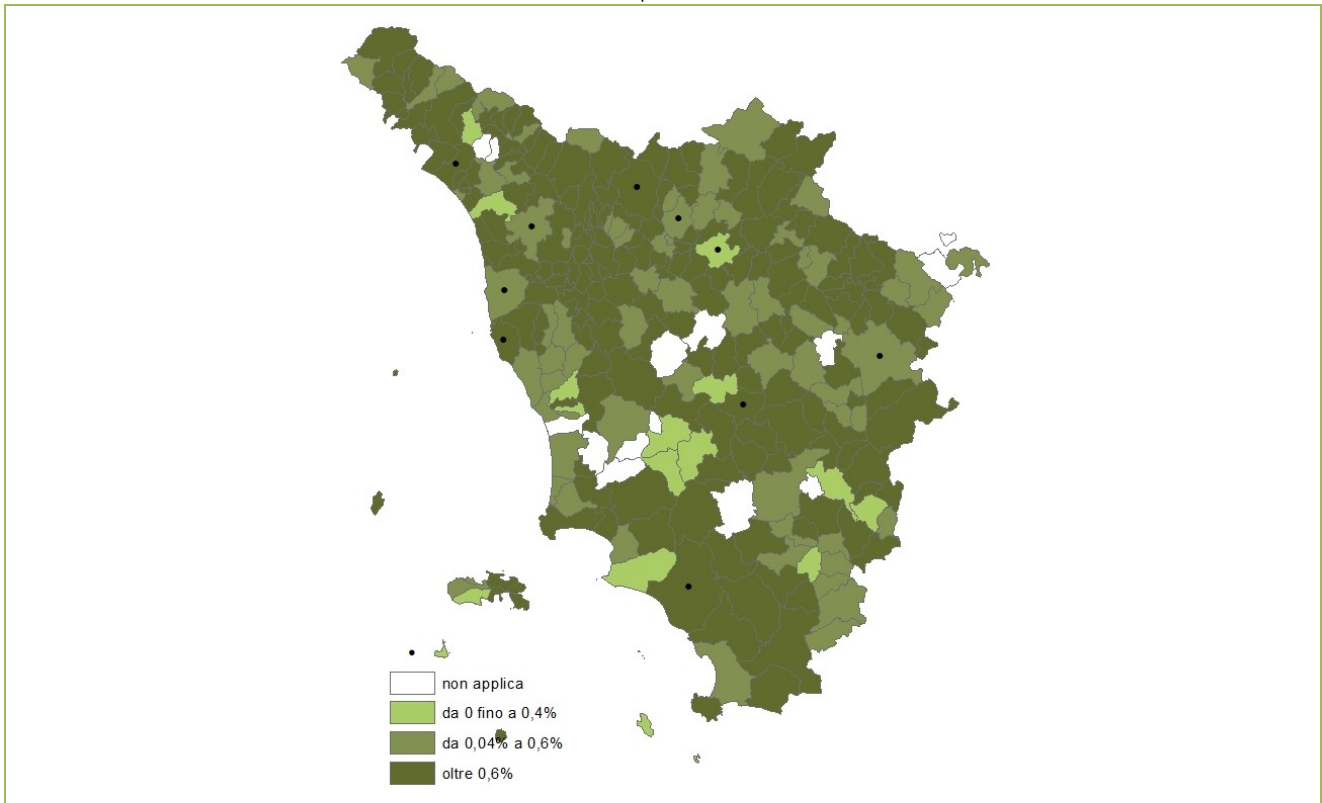 non applica
da 0 fino a 0,4%
da 0,04% a 0,6%
oltre 0,6%